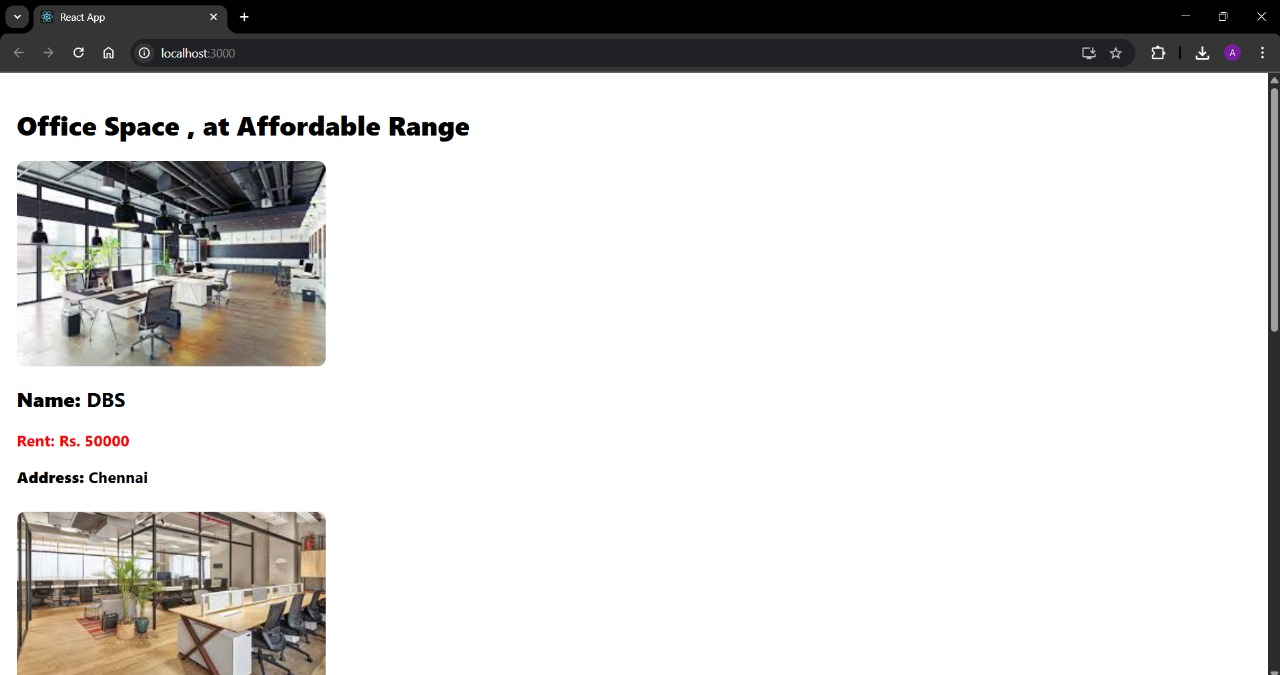 React App
localhost:3000
A
Office Space , at Affordable Range
Name: DBS
Rent: Rs. 50000
Address: Chennai